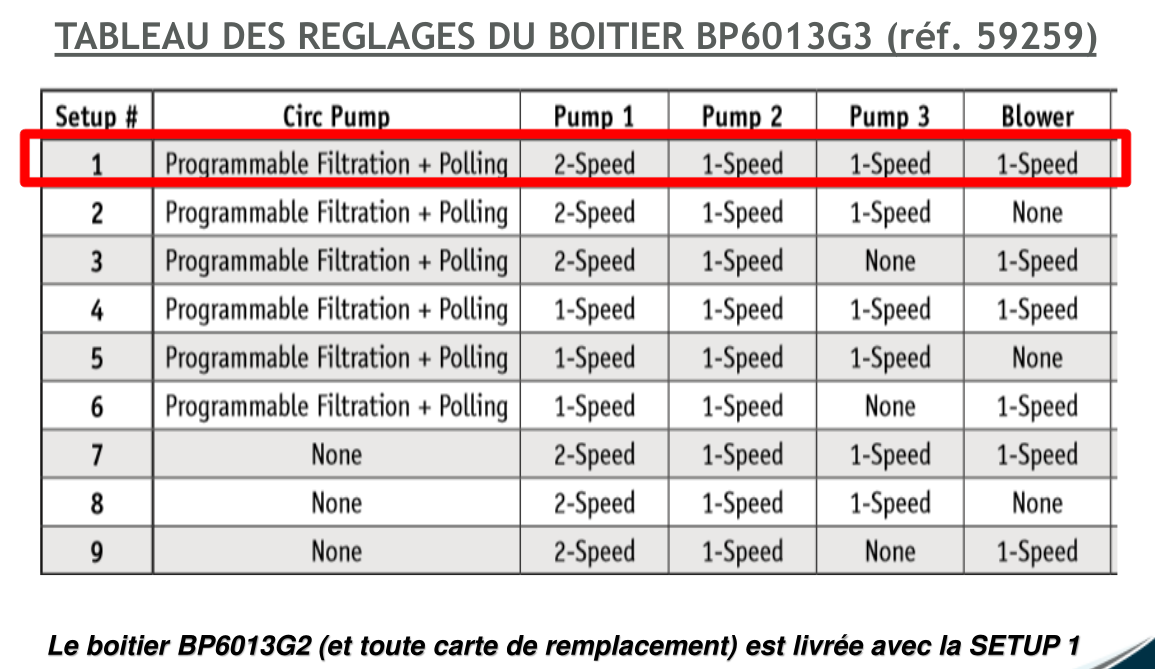 TABLEAU DES REGLAGES DU BOITIER BP6013G3 (réf. 59259)
Setup # Circ Pump Pump 1 Pump 2 Pump 3 Blower
1 Programmable Filtration + Polling 2-Speed 1-Speed 1-Speed 1-Speed
2 Programmable Filtration + Polling 2-Speed 1-Speed 1-Speed None
3 Programmable Filtration + Polling 2-Speed 1-Speed None 1-Speed
4 Programmable Filtration + Polling 1-Speed 1-Speed 1-Speed 1-Speed
5 Programmable Filtration + Polling 1-Speed 1-Speed 1-Speed None
6 Programmable Filtration + Polling 1-Speed 1-Speed None 1-Speed
7 None 2-Speed 1-Speed 1-Speed 1-Speed
8 None 2-Speed 1-Speed 1-Speed None
9 None 2-Speed 1-Speed None 1-Speed
Le boitier BP6013G2 (et toute carte de remplacement) est livrée avec la SETUP 1